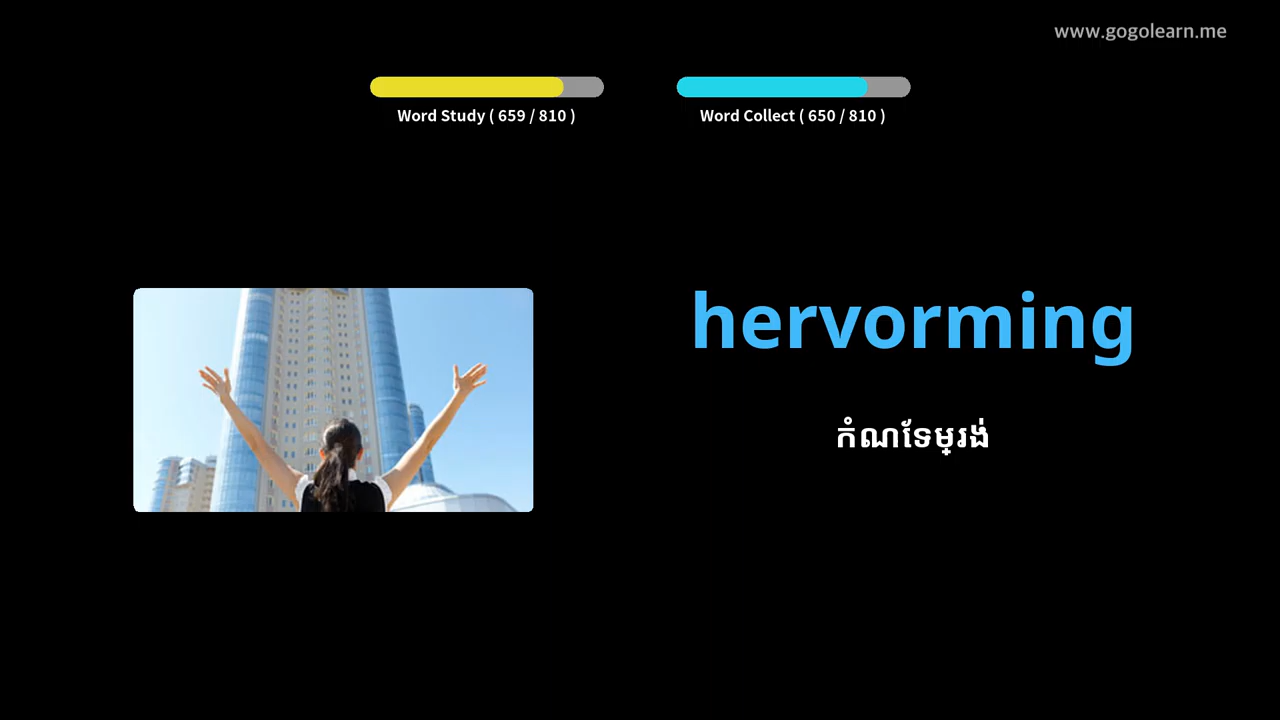 www.gogolearn.me
Word Study ( 659 / 810 )
Word Collect ( 650 / 810 )
hervorming
កំណទែម្រង់